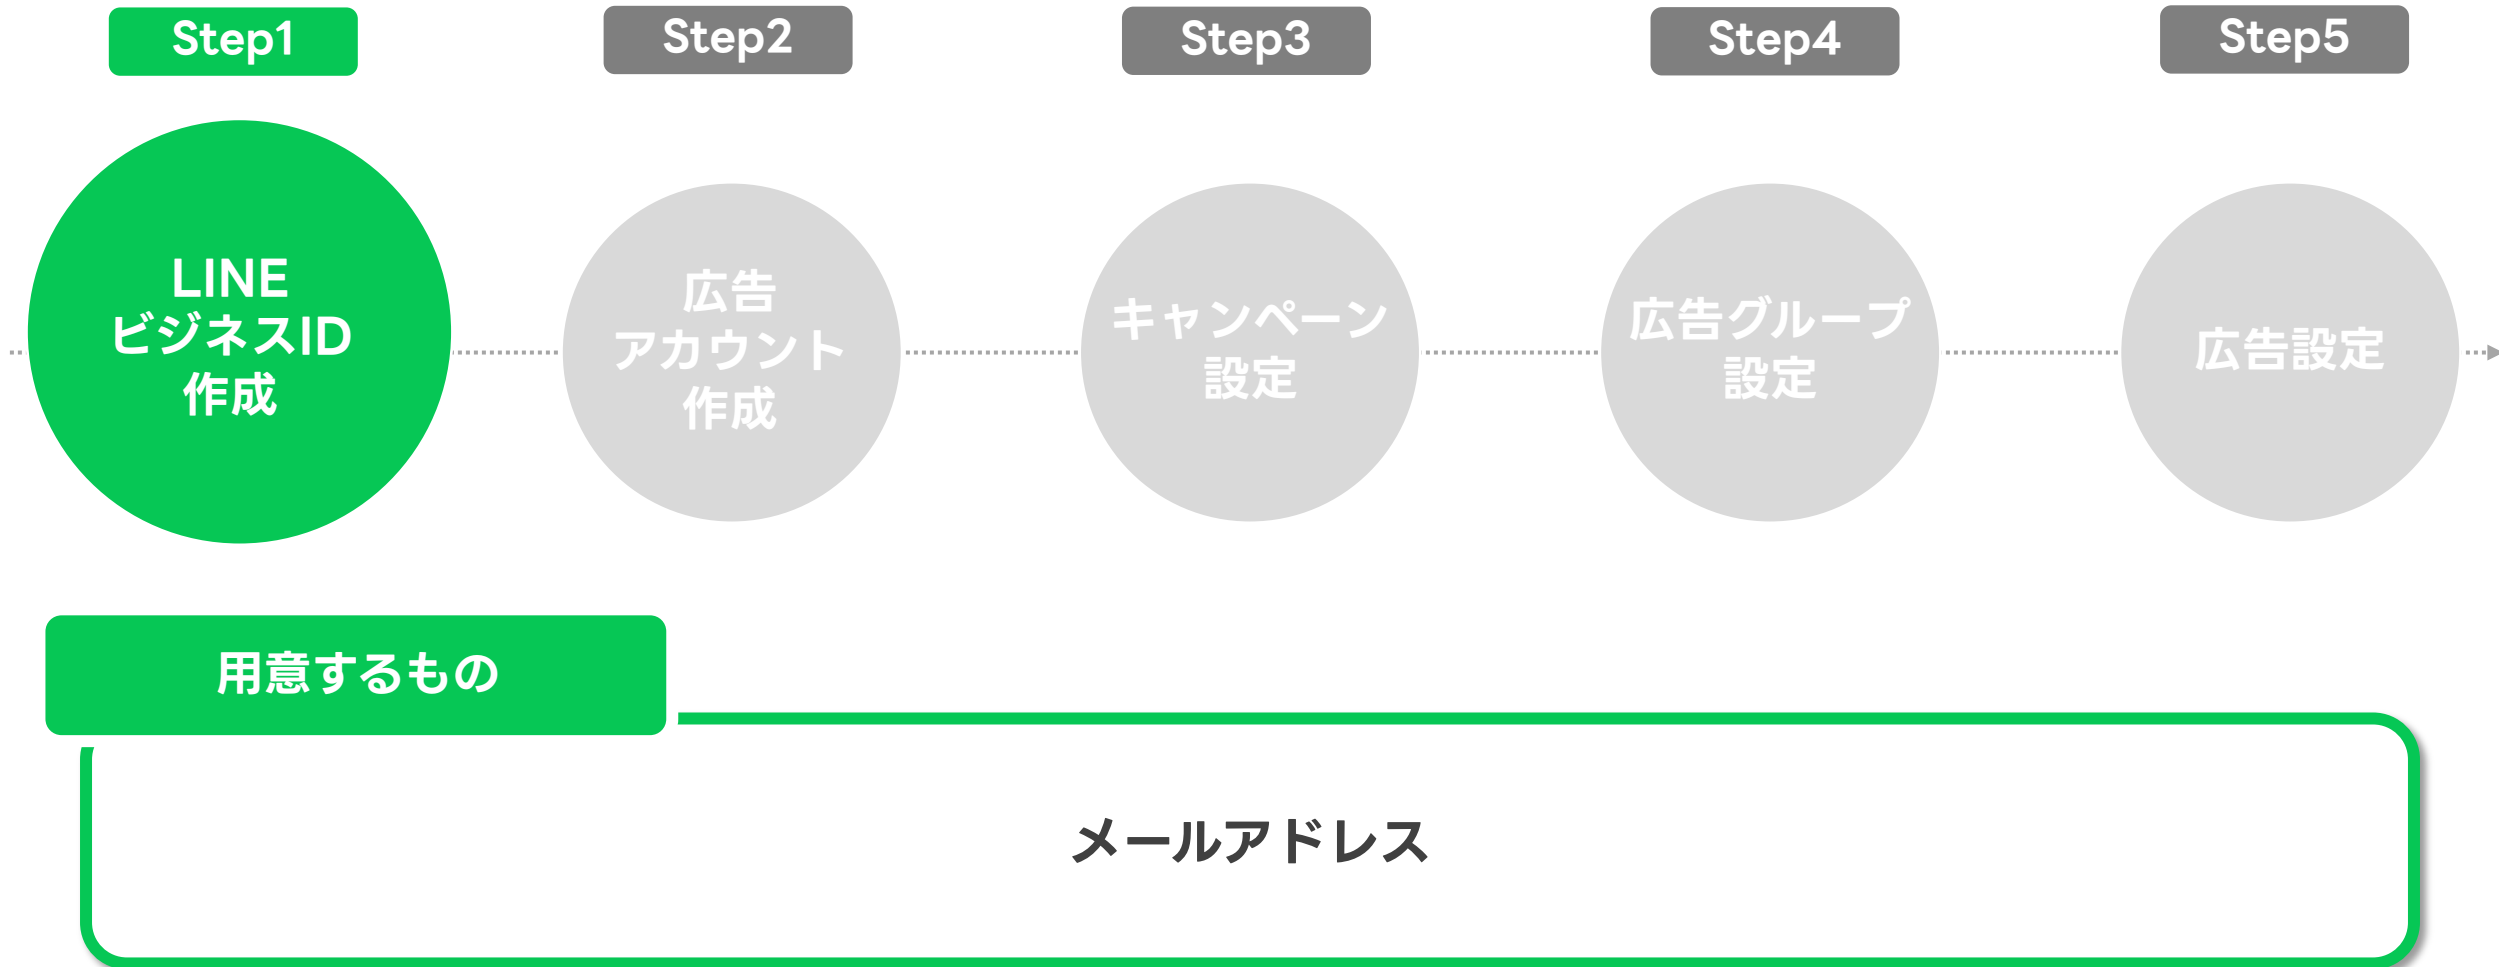 Step1
Step2
Step3
Step4
Step5
LINE
ビジネスID
作成
広告
アカウント
作成
キャンペーン
設定
広告グループ
設定
広告設定
用意するもの
メールアドレス